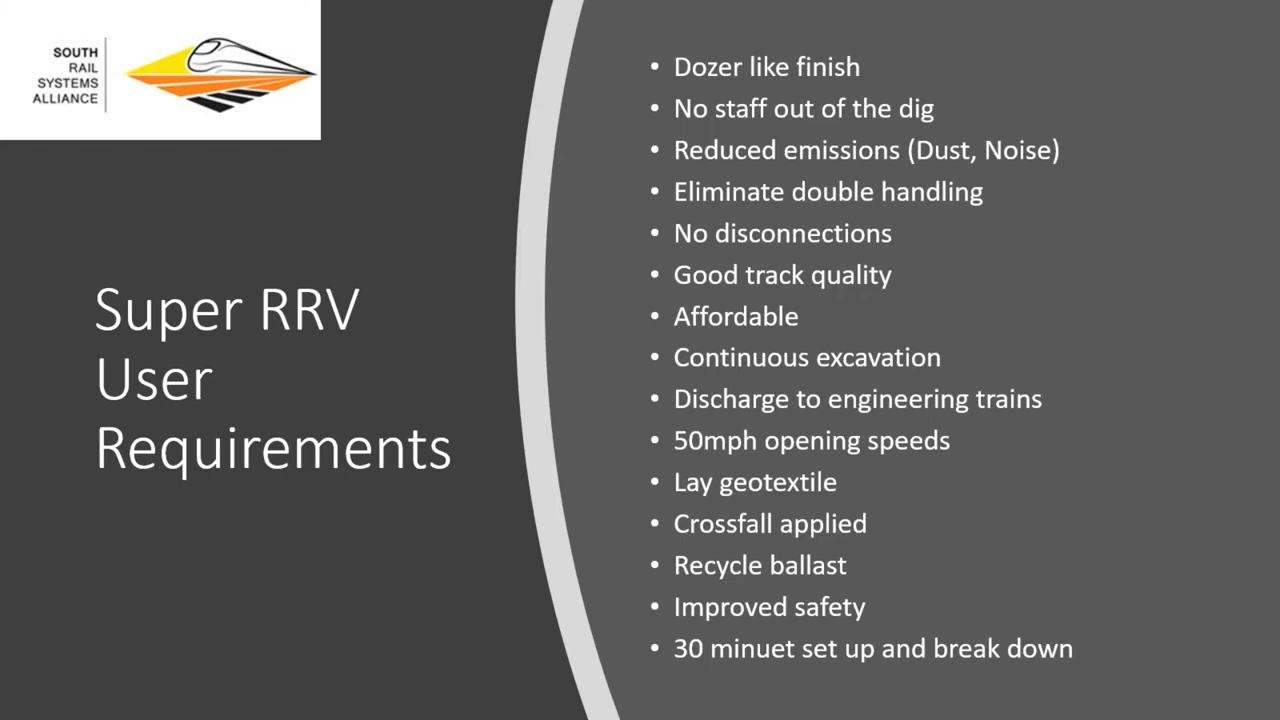 SOUTH
RAIL
SYSTEMS
ALLIANCE
Super RRV
User
Requirements
• Dozer like finish
• No staff out of the dig
• Reduced emissions (Dust, Noise)
• Eliminate double handling
• No disconnections
• Good track quality
• Affordable
• Continuous excavation
• Discharge to engineering trains
• 50mph opening speeds
• Lay geotextile
• Crossfall applied
• Recycle ballast
• Improved safety
• 30 minuet set up and break down